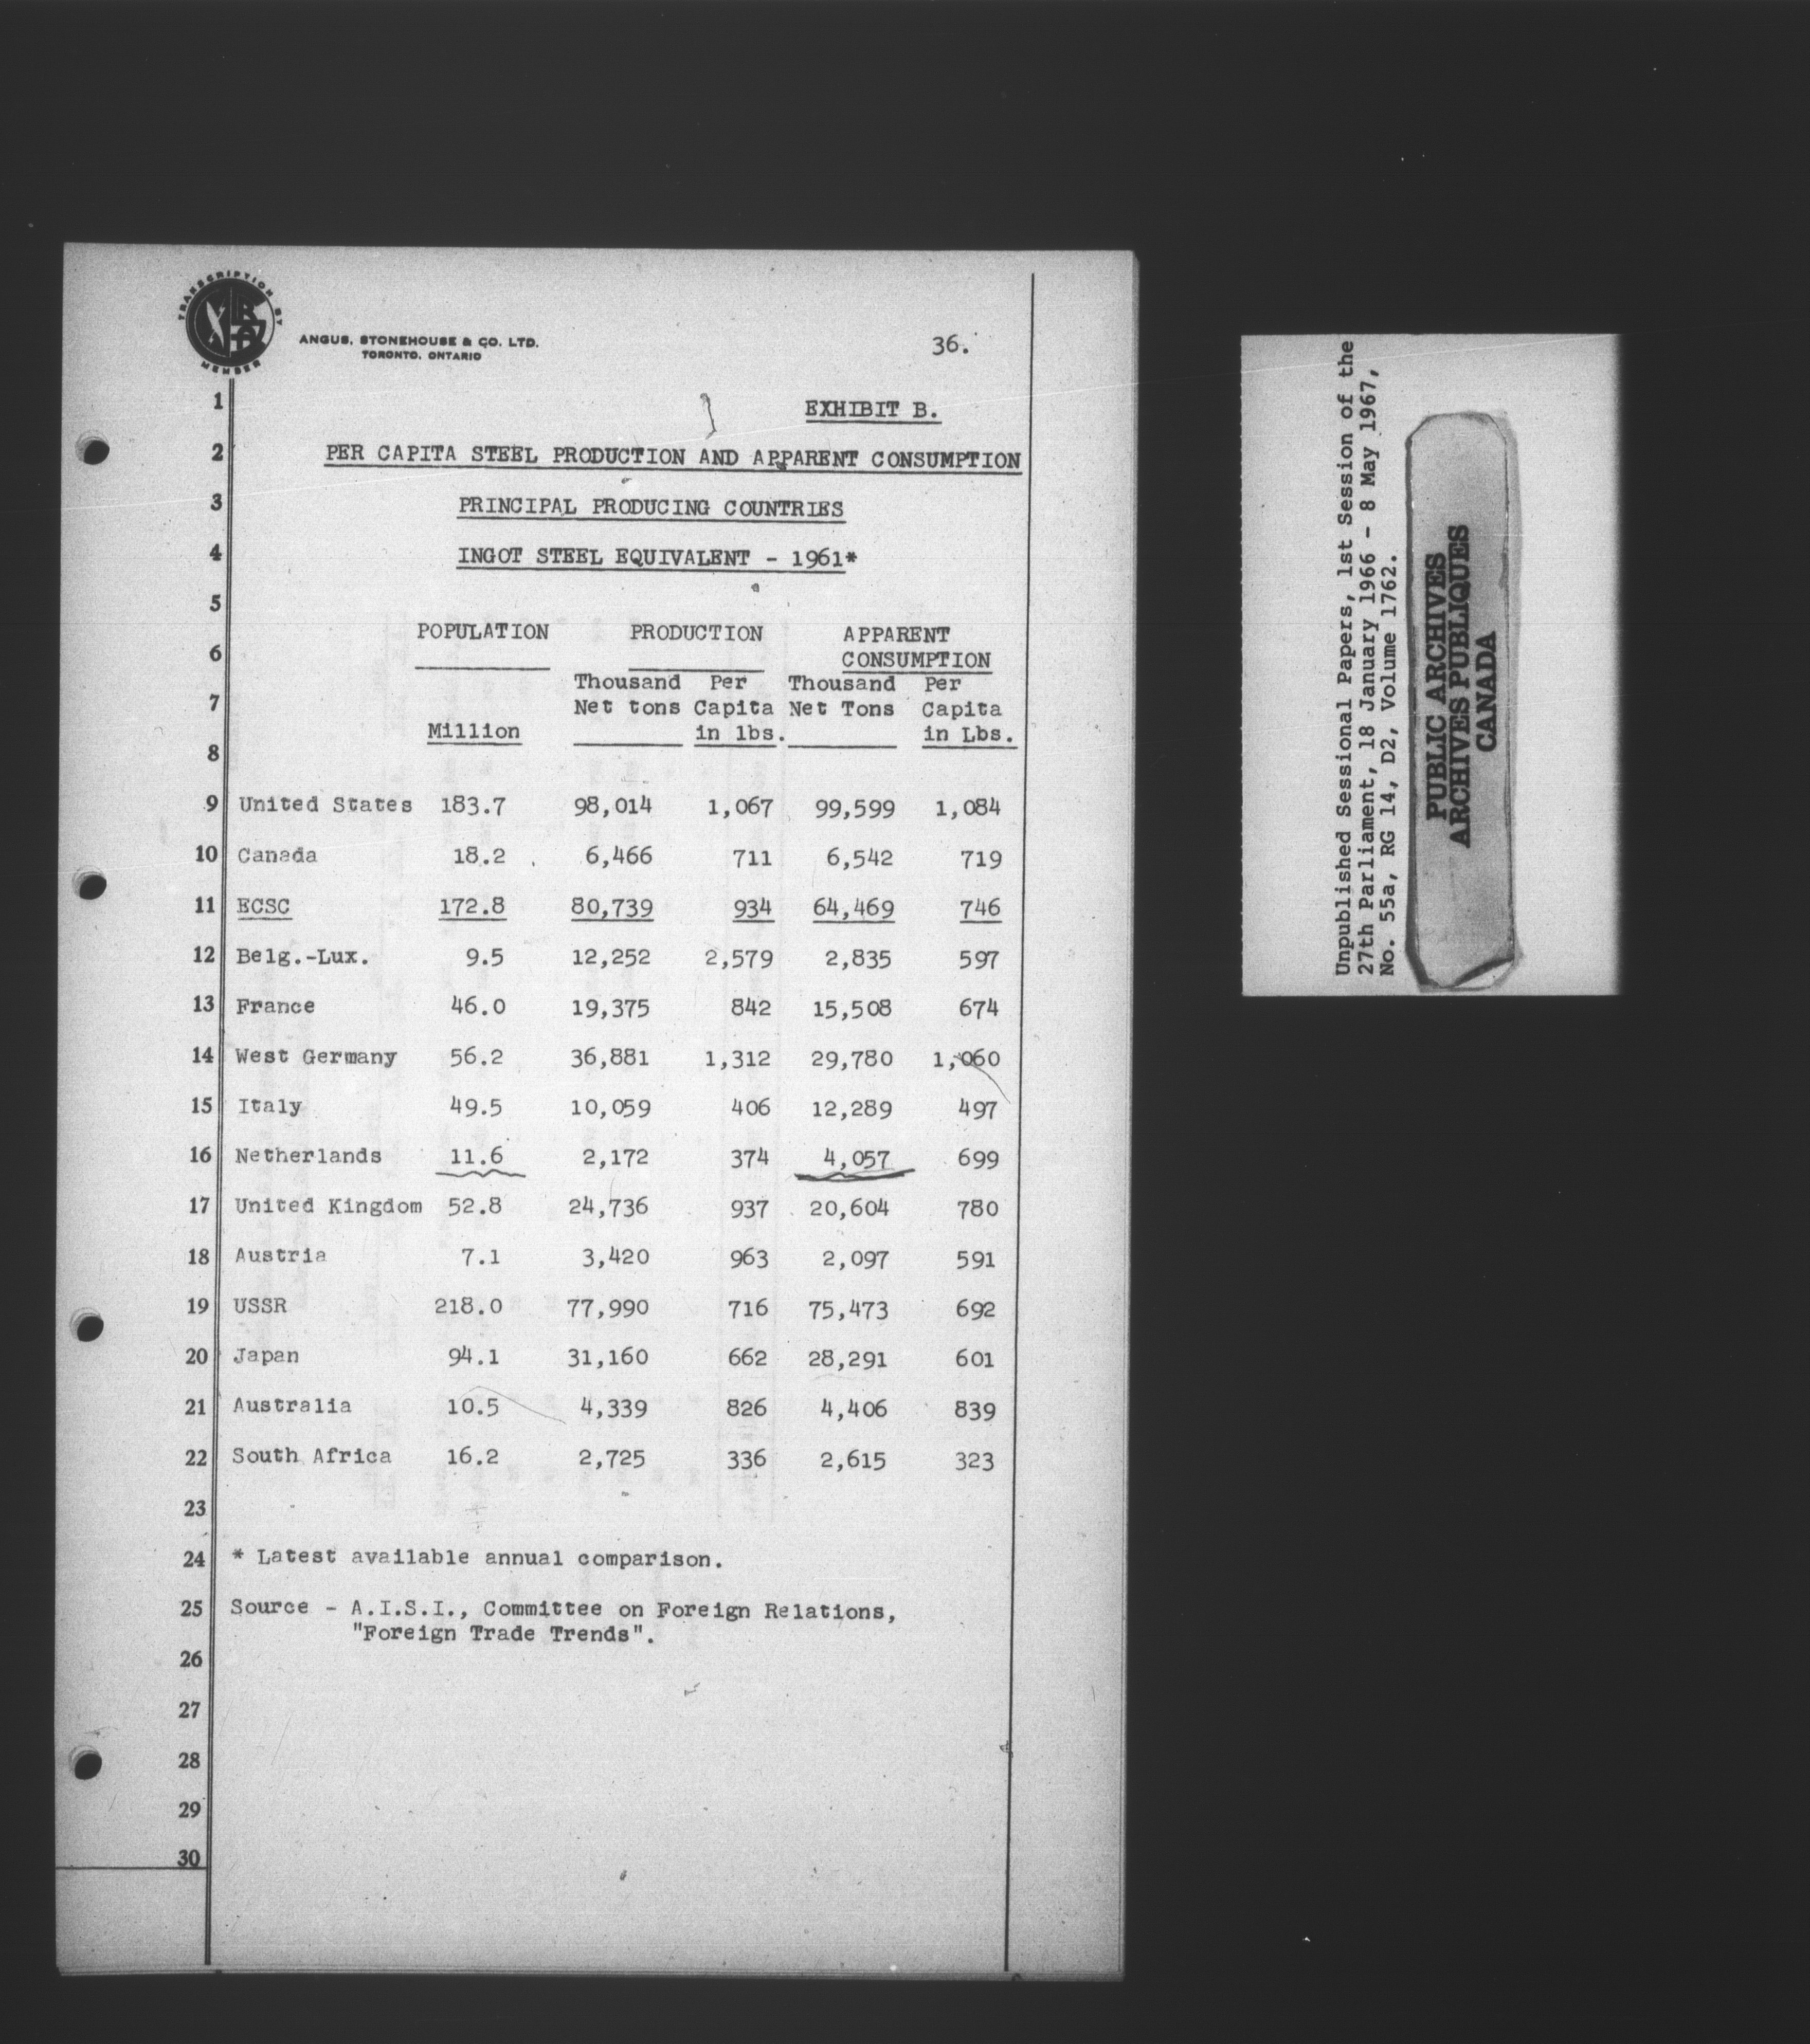 TRANSCRIPTION BY
MEMBER
ANGUS, STONEHOUSE & CO. LTD.
TORONTO, ONTARIO
36.
1 EXHIBIT B.
2 PER CAPITA STEEL PRODUCTION AND APPARENT CONSUMPTION
3 PRINCIPAL PRODUCING COUNTRIES
4 INGOT STEEL EQUIVALENT - 1961*
5
POPULATION PRODUCTION APPARENT
6 CONSUMPTION
Thousand Per Thousand Per
7 Net tons Capita Net Tons Capita
Million in lbs. in Lbs.
8
9 United States 183.7 98,014 1,067 99,599 1,084
10 Canada 18.2 6,466 711 6,542 719
11 ECSC 172.8 80,739 934 64,469 746
12 Belg.-Lux. 9.5 12,252 2,579 2,835 597
13 France 46.0 19,375 842 15,508 674
14 West Germany 56.2 36,881 1,312 29,780 1,060
15 Italy 49.5 10,059 406 12,289 497
16 Netherlands 11.6 2,172 374 4,057 699
17 United Kingdom 52.8 24,736 937 20,604 780
18 Austria 7.1 3,420 963 2,097 591
19 USSR 218.0 77,990 716 75,473 692
20 Japan 94.1 31,160 662 28,291 601
21 Australia 10.5 4,339 826 4,406 839
22 South Africa 16.2 2,725 336 2,615 323
23
24 * Latest available annual comparison.
25 Source - A.I.S.I., Committee on Foreign Relations,
"Foreign Trade Trends".
26
27
28
29
30
Unpublished Sessional Papers, 1st Session of the
27th Parliament, 18 January 1966 - 8 May 1967,
No. 55a, RG 14, D2, Volume 1762.
PUBLIC ARCHIVES
ARCHIVES PUBLIQUES
CANADA